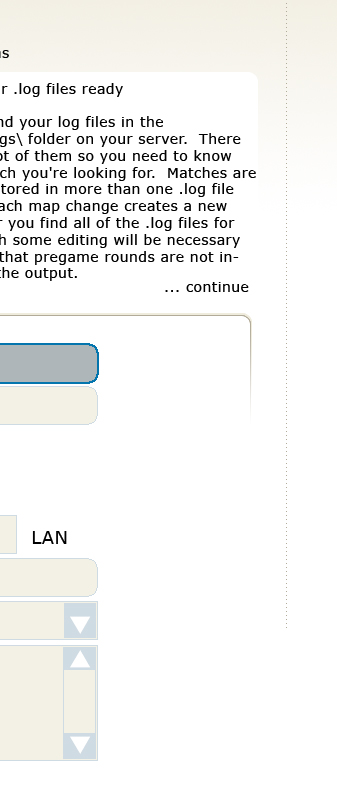 ns
r .log files ready
nd your log files in the
gs\ folder on your server. There
ot of them so you need to know
ch you're looking for. Matches are
tored in more than one .log file
ach map change creates a new
r you find all of the .log files for
h some editing will be necessary
that pregame rounds are not in-
the output.
... continue
LAN